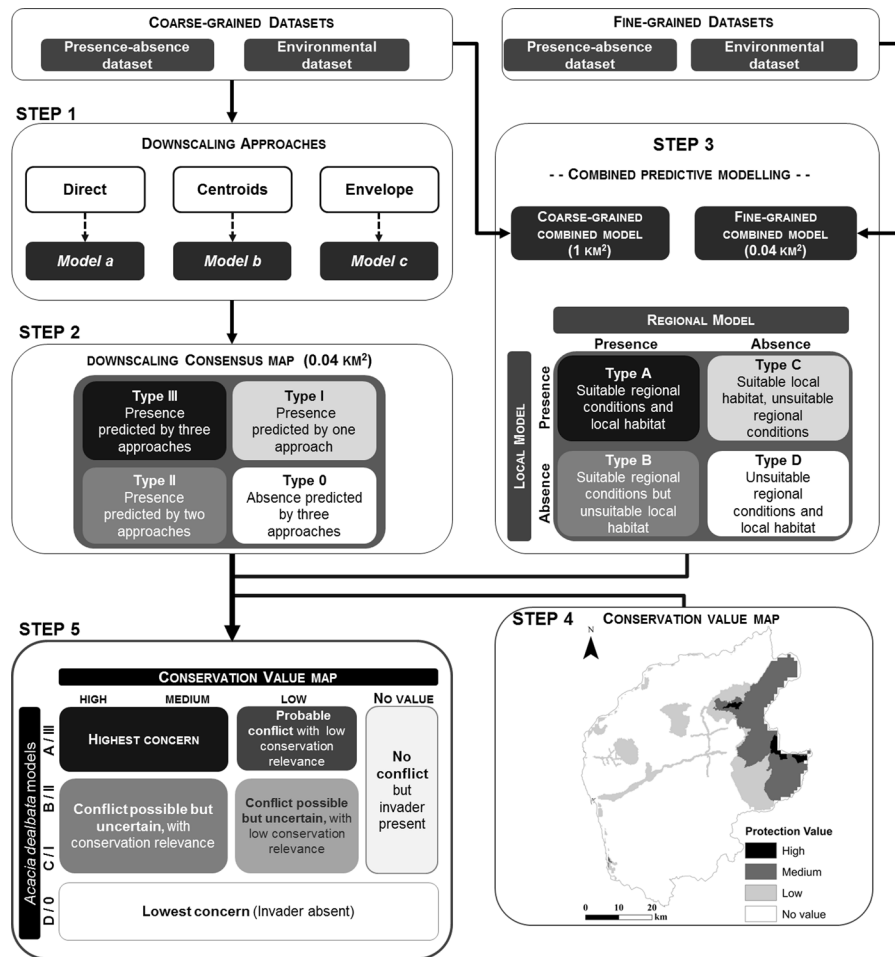 COARSE-GRAINED DATASETS
Presence-absence
dataset
Environmental
dataset
FINE-GRAINED DATASETS
Presence-absence
dataset
Environmental
dataset
STEP 1
DOWNSCALING APPROACHES
Direct
Centroids
Envelope
Model a
Model b
Model c
STEP 2
DOWNSCALING CONSENSUS MAP (0.04 KM²)
Type III
Presence
predicted by three
approaches
Type I
Presence
predicted by one
approach
Type II
Presence
predicted by two
approaches
Type 0
Absence predicted
by three
approaches
STEP 3
-- COMBINED PREDICTIVE MODELLING --
COARSE-GRAINED
COMBINED MODEL
(1 KM²)
FINE-GRAINED
COMBINED MODEL
(0.04 KM²)
REGIONAL MODEL
Presence
Absence
LOCAL MODEL
Presence
Absence
Type A
Suitable regional
conditions and
local habitat
Type C
Suitable local
habitat, unsuitable
regional
conditions
Type B
Suitable regional
conditions but
unsuitable local
habitat
Type D
Unsuitable
regional
conditions and
local habitat
STEP 4
CONSERVATION VALUE MAP
N
Protection Value
High
Medium
Low
No value
0 10 20
km
STEP 5
CONSERVATION VALUE MAP
HIGH
MEDIUM
LOW
NO VALUE
Acacia dealbata models
A / III
B / II
C / I
D / 0
HIGHEST CONCERN
Probable
conflict with low
conservation
relevance
No
conflict
but
invader
present
Conflict possible but
uncertain, with
conservation relevance
Conflict possible
but uncertain, with
low conservation
relevance
Lowest concern (Invader absent)